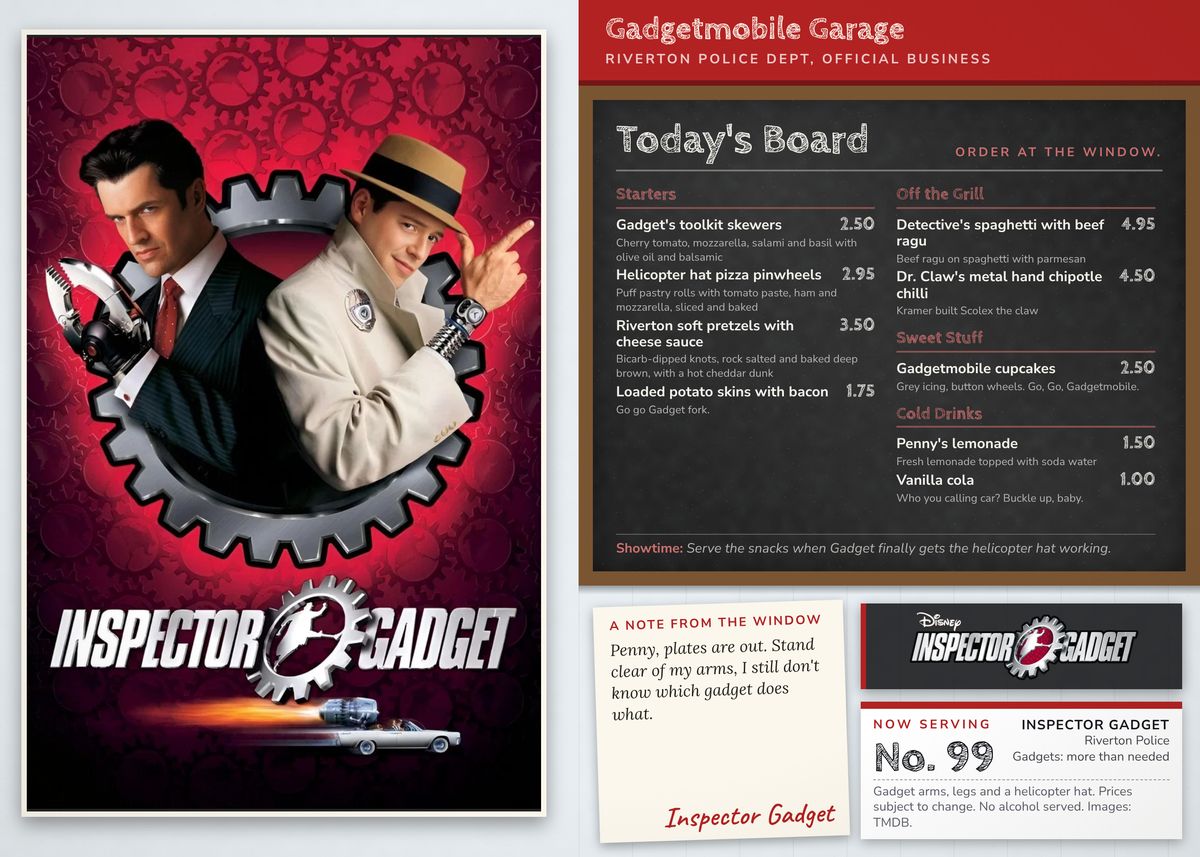 INSPECTOR GADGET
Gadgetmobile Garage
RIVERTON POLICE DEPT, OFFICIAL BUSINESS
Today's Board
ORDER AT THE WINDOW.
Starters
Gadget's toolkit skewers 2.50
Cherry tomato, mozzarella, salami and basil with
olive oil and balsamic
Helicopter hat pizza pinwheels 2.95
Puff pastry rolls with tomato paste, ham and
mozzarella, sliced and baked
Riverton soft pretzels with 3.50
cheese sauce
Bicarb-dipped knots, rock salted and baked deep
brown, with a hot cheddar dunk
Loaded potato skins with bacon 1.75
Go go Gadget fork.
Off the Grill
Detective's spaghetti with beef 4.95
ragu
Beef ragu on spaghetti with parmesan
Dr. Claw's metal hand chipotle 4.50
chilli
Kramer built Scolex the claw
Sweet Stuff
Gadgetmobile cupcakes 2.50
Grey icing, button wheels. Go, Go, Gadgetmobile.
Cold Drinks
Penny's lemonade 1.50
Fresh lemonade topped with soda water
Vanilla cola 1.00
Who you calling car? Buckle up, baby.
Showtime: Serve the snacks when Gadget finally gets the helicopter hat working.
A NOTE FROM THE WINDOW
Penny, plates are out. Stand
clear of my arms, I still don't
know which gadget does
what.
Inspector Gadget
Disney
INSPECTOR GADGET
NOW SERVING
No. 99
INSPECTOR GADGET
Riverton Police
Gadgets: more than needed
Gadget arms, legs and a helicopter hat. Prices
subject to change. No alcohol served. Images:
TMDB.